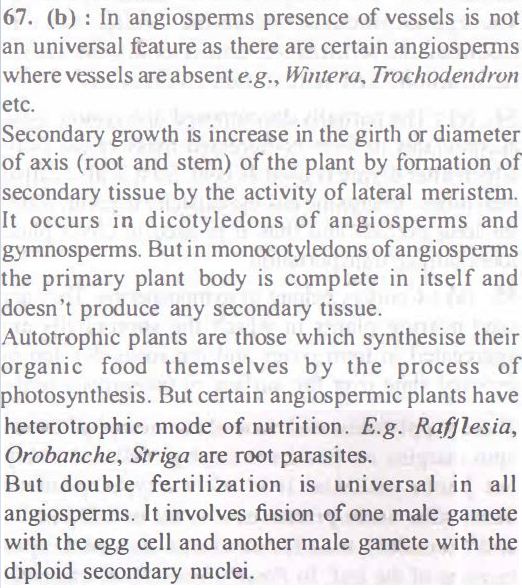 67. (b) : In angiosperms presence of vessels is not
an universal feature as there are certain angiosperms
where vessels are absent e.g., Wintera, Trochodendron
etc.
Secondary growth is increase in the girth or diameter
of axis (root and stem) of the plant by formation of
secondary tissue by the activity of lateral meristem.
It occurs in dicotyledons of angiosperms and
gymnosperms. But in monocotyledons of angiosperms
the primary plant body is complete in itself and
doesn't produce any secondary tissue.
Autotrophic plants are those which synthesise their
organic food themselves by the process of
photosynthesis. But certain angiospermic plants have
heterotrophic mode of nutrition. E.g. Rafflesia,
Orobanche, Striga are root parasites.
But double fertilization is universal in all
angiosperms. It involves fusion of one male gamete
with the egg cell and another male gamete with the
diploid secondary nuclei.